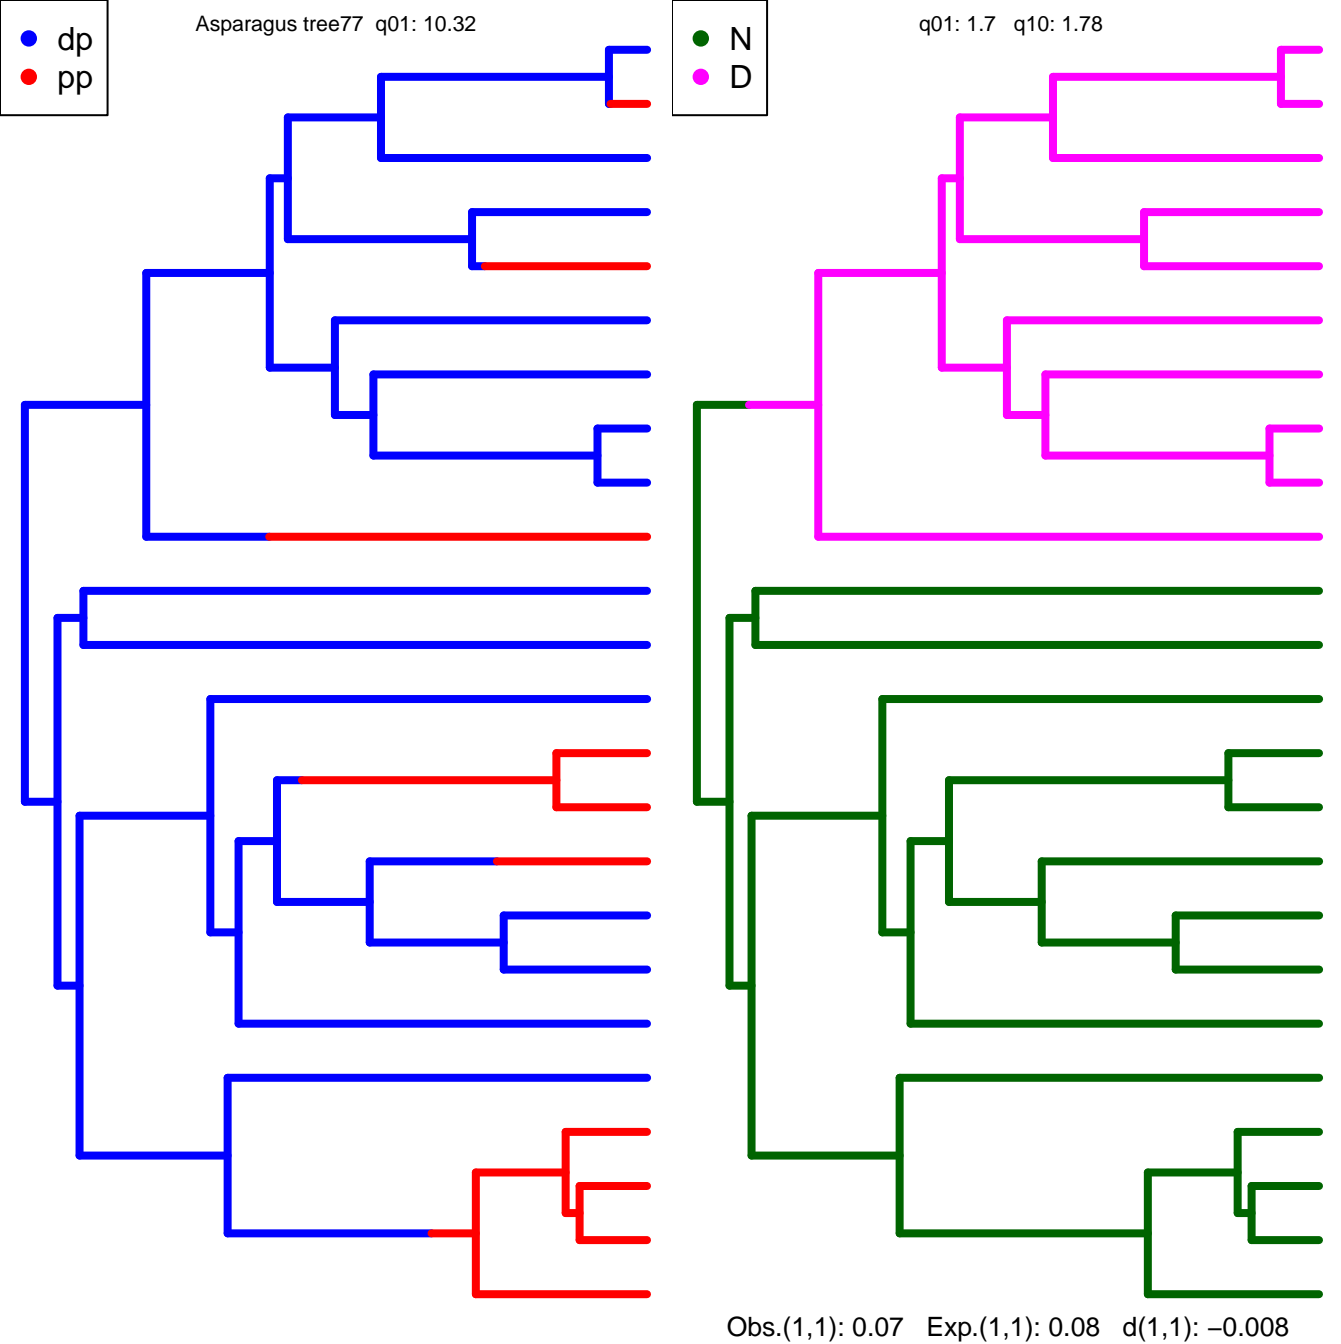 Asparagus tree77 q01: 10.32
dp
pp
q01: 1.7 q10: 1.78
N
D
Obs.(1,1): 0.07 Exp.(1,1): 0.08 d(1,1): −0.008